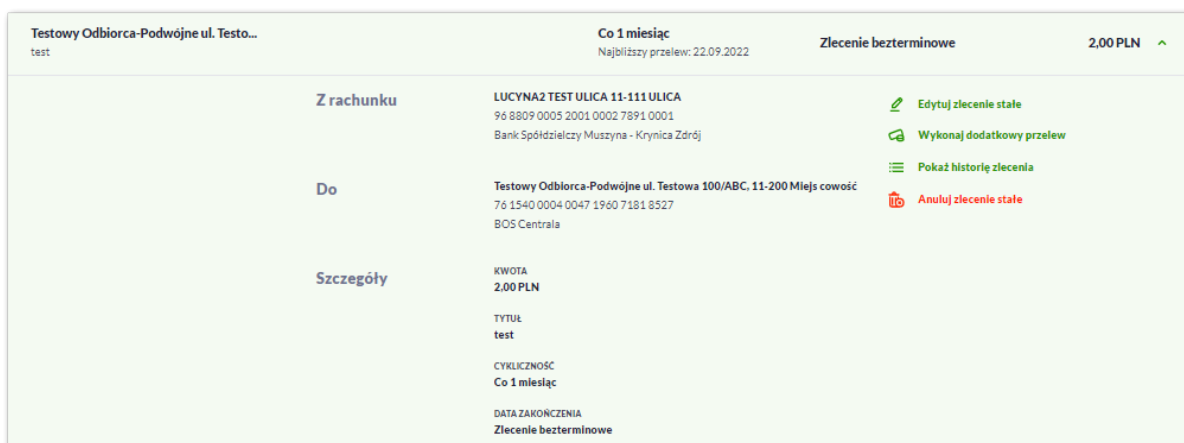 Testowy Odbiorca-Podwójne ul. Testo...
test
Co 1 miesiąc
Najbliższy przelew: 22.09.2022
Zlecenie bezterminowe
2,00 PLN
Z rachunku
LUCYNA2 TEST ULICA 11-111 ULICA
96 8809 0005 2001 0002 7891 0001
Bank Spółdzielczy Muszyna - Krynica Zdrój
Edytuj zlecenie stałe
Wykonaj dodatkowy przelew
Pokaż historię zlecenia
Anuluj zlecenie stałe
Do
Testowy Odbiorca-Podwójne ul. Testowa 100/ABC, 11-200 Miejs cowość
76 1540 0004 0047 1960 7181 8527
BOS Centrala
Szczegóły
KWOTA
2,00 PLN
TYTUŁ
test
CYKLICZNOŚĆ
Co 1 miesiąc
DATA ZAKOŃCZENIA
Zlecenie bezterminowe